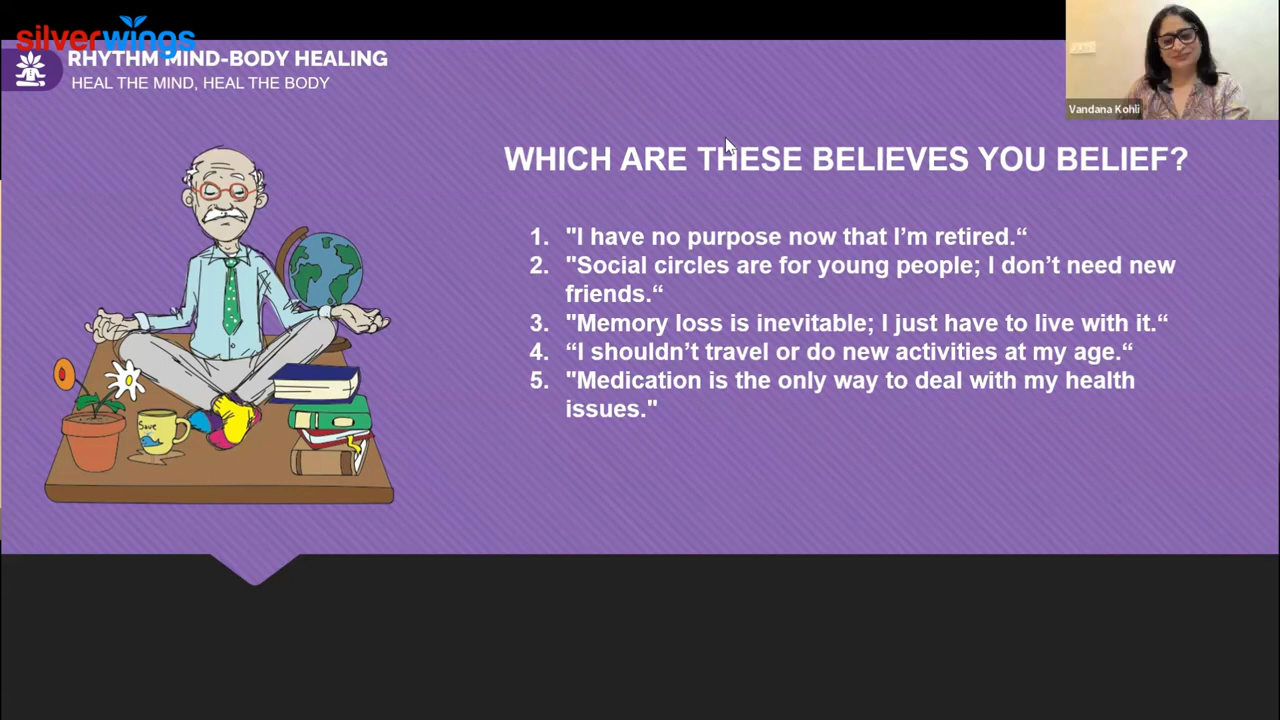 silverwings
RHYTHM MIND-BODY HEALING
HEAL THE MIND, HEAL THE BODY
Vandana Kohli
WHICH ARE THESE BELIEVES YOU BELIEF?
1. "I have no purpose now that I’m retired.“
2. "Social circles are for young people; I don’t need new
friends.“
3. "Memory loss is inevitable; I just have to live with it.“
4. “I shouldn’t travel or do new activities at my age.“
5. "Medication is the only way to deal with my health
issues."
Save